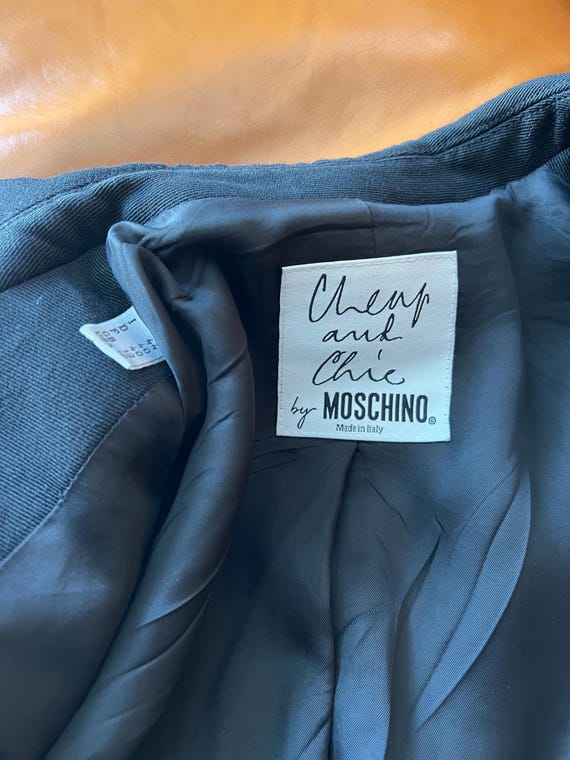 Cheap
and
Chic
by MOSCHINO©
Made in Italy